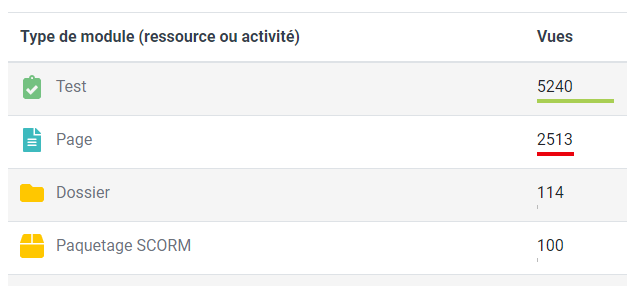 Type de module (ressource ou activité) Vues
Test 5240
Page 2513
Dossier 114
Paquetage SCORM 100